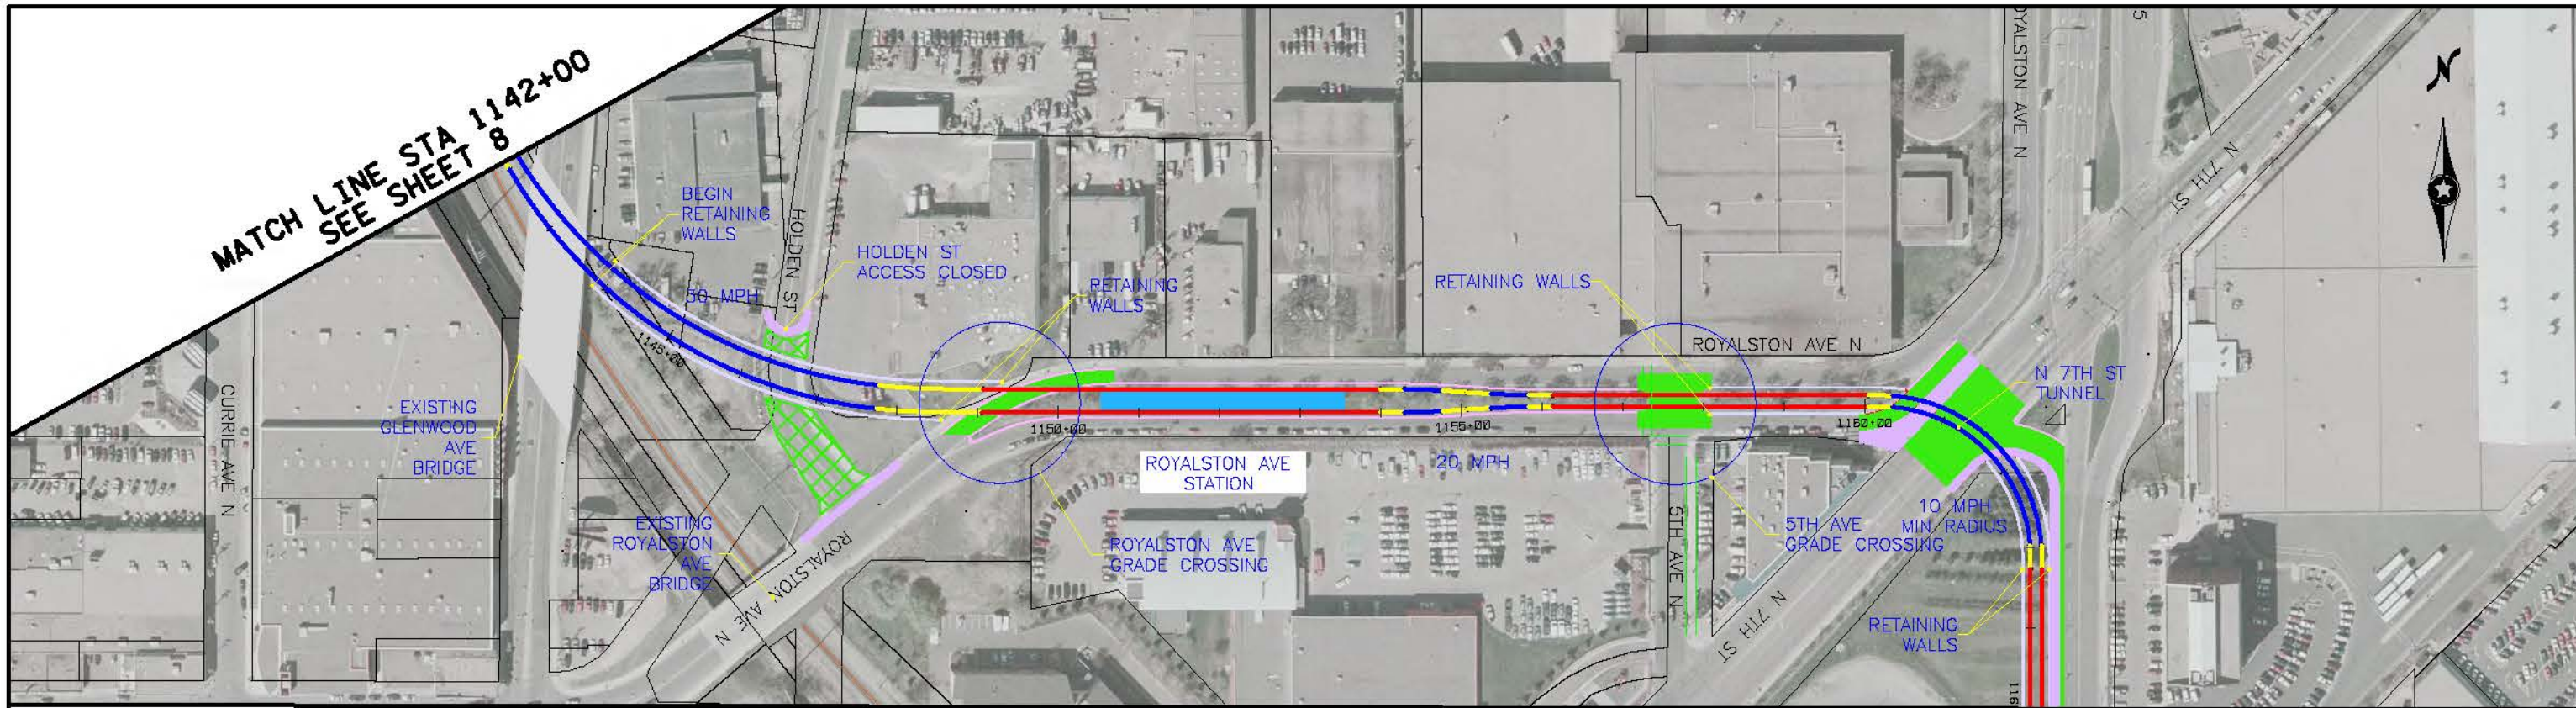 MATCH LINE STA 1142+00
SEE SHEET 8
BEGIN
RETAINING
WALLS
HOLDEN ST
HOLDEN ST
ACCESS CLOSED
50 MPH
1145+00
RETAINING
WALLS
RETAINING WALLS
ROYALSTON AVE N
OYALSTON AVE N
5
N 7TH ST
N
N 7TH ST
TUNNEL
CURRIE AVE N
EXISTING
GLENWOOD
AVE
BRIDGE
1150+00
1155+00
1160+00
ROYALSTON AVE
STATION
20 MPH
EXISTING
ROYALSTON
AVE
BRIDGE
ROYALSTON AVE N
ROYALSTON AVE
GRADE CROSSING
5TH AVE N
5TH AVE
GRADE CROSSING
10 MPH
MIN RADIUS
N 7TH ST
RETAINING
WALLS
116